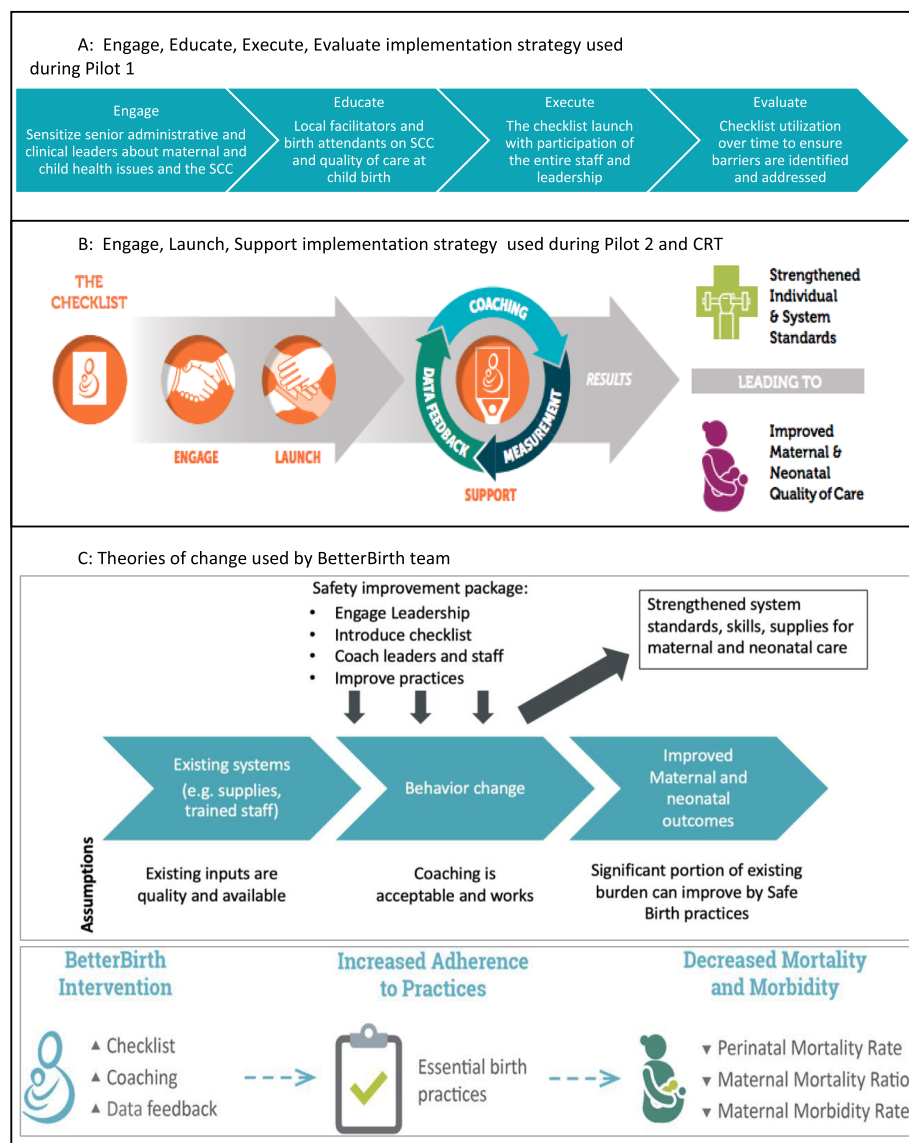 A: Engage, Educate, Execute, Evaluate implementation strategy used
during Pilot 1
Engage
Sensitize senior administrative and
clinical leaders about maternal and
child health issues and the SCC
Educate
Local facilitators and
birth attendants on SCC
and quality of care at
child birth
Execute
The checklist launch
with participation of
the entire staff and
leadership
Evaluate
Checklist utilization
over time to ensure
barriers are identified
and addressed
B: Engage, Launch, Support implementation strategy used during Pilot 2 and CRT
THE
CHECKLIST
ENGAGE
LAUNCH
COACHING
MEASUREMENT
DATA FEEDBACK
SUPPORT
RESULTS
Strengthened
Individual
& System
Standards
LEADING TO
Improved
Maternal &
Neonatal
Quality of Care
C: Theories of change used by BetterBirth team
Safety improvement package:
• Engage Leadership
• Introduce checklist
• Coach leaders and staff
• Improve practices
Strengthened system
standards, skills, supplies for
maternal and neonatal care
Existing systems
(e.g. supplies,
trained staff)
Behavior change
Improved
Maternal and
neonatal
outcomes
Assumptions
Existing inputs are
quality and available
Coaching is
acceptable and works
Significant portion of existing
burden can improve by Safe
Birth practices
BetterBirth
Intervention
▲ Checklist
▲ Coaching
▲ Data feedback
Increased Adherence
to Practices
Essential birth
practices
Decreased Mortality
and Morbidity
▼ Perinatal Mortality Rate
▼ Maternal Mortality Ratio
▼ Maternal Morbidity Rate